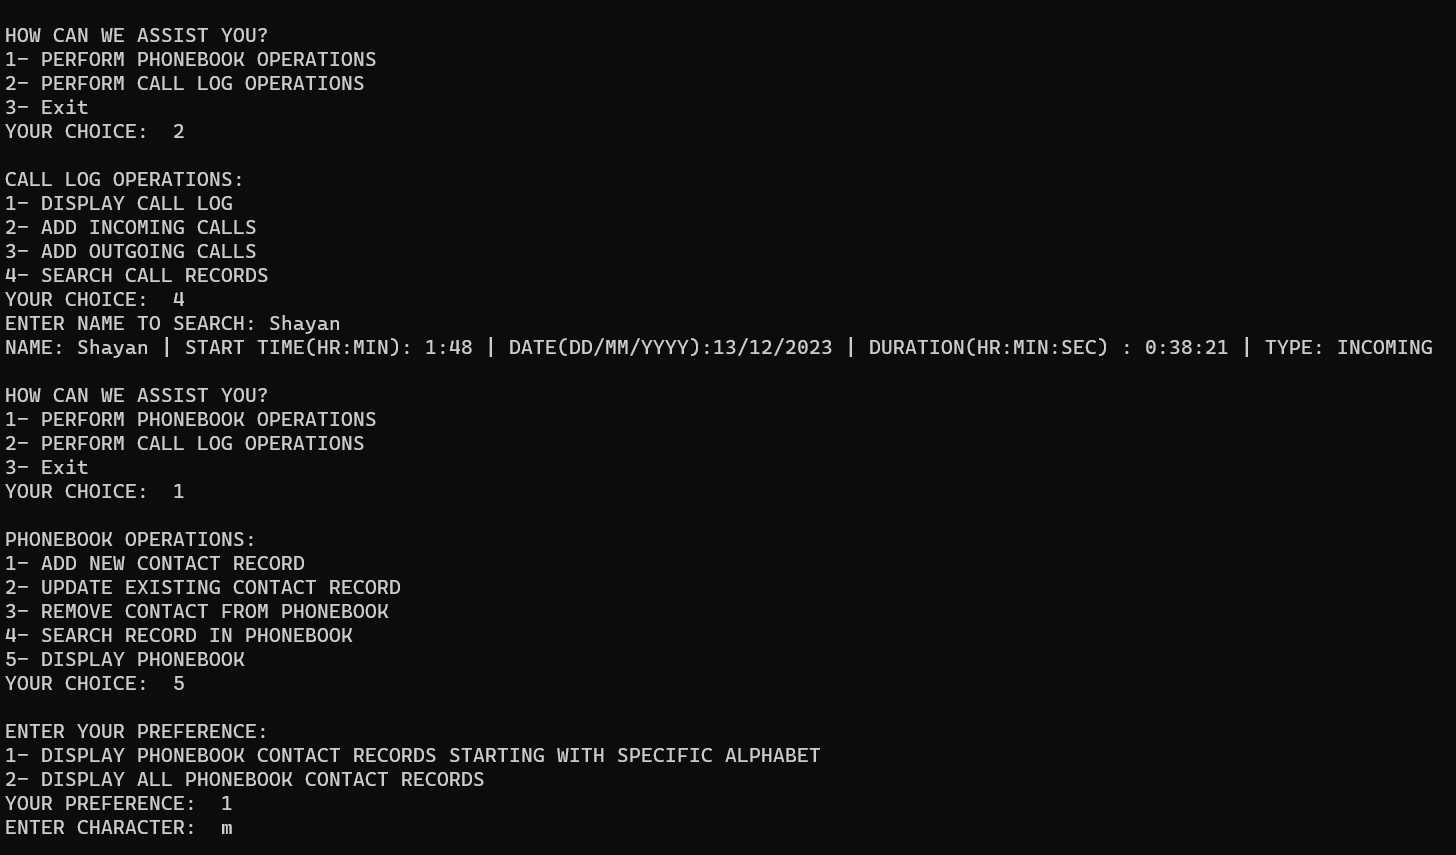 HOW CAN WE ASSIST YOU?
1- PERFORM PHONEBOOK OPERATIONS
2- PERFORM CALL LOG OPERATIONS
3- Exit
YOUR CHOICE:  2
CALL LOG OPERATIONS:
1- DISPLAY CALL LOG
2- ADD INCOMING CALLS
3- ADD OUTGOING CALLS
4- SEARCH CALL RECORDS
YOUR CHOICE:  4
ENTER NAME TO SEARCH: Shayan
NAME: Shayan | START TIME(HR:MIN): 1:48 | DATE(DD/MM/YYYY):13/12/2023 | DURATION(HR:MIN:SEC) : 0:38:21 | TYPE: INCOMING
HOW CAN WE ASSIST YOU?
1- PERFORM PHONEBOOK OPERATIONS
2- PERFORM CALL LOG OPERATIONS
3- Exit
YOUR CHOICE:  1
PHONEBOOK OPERATIONS:
1- ADD NEW CONTACT RECORD
2- UPDATE EXISTING CONTACT RECORD
3- REMOVE CONTACT FROM PHONEBOOK
4- SEARCH RECORD IN PHONEBOOK
5- DISPLAY PHONEBOOK
YOUR CHOICE:  5
ENTER YOUR PREFERENCE:
1- DISPLAY PHONEBOOK CONTACT RECORDS STARTING WITH SPECIFIC ALPHABET
2- DISPLAY ALL PHONEBOOK CONTACT RECORDS
YOUR PREFERENCE:  1
ENTER CHARACTER:  m